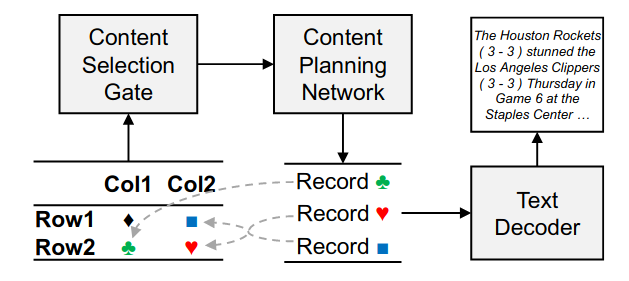 Content
Selection
Gate
Content
Planning
Network
The Houston Rockets
( 3 - 3 ) stunned the
Los Angeles Clippers
( 3 - 3 ) Thursday in
Game 6 at the
Staples Center ...
Col1 Col2
Row1 ♦ ■
Row2 ♣ ♥
Record ♣
Record ♥
Record ■
Text
Decoder